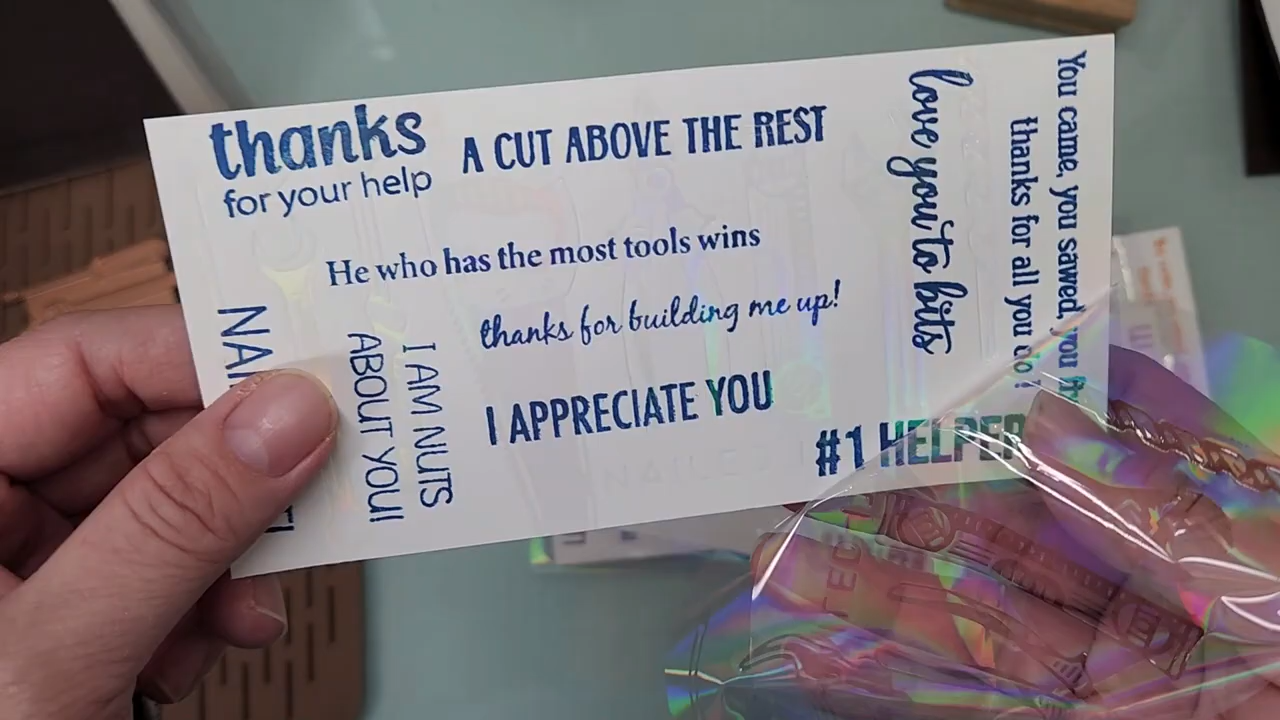 thanks
for your help
A CUT ABOVE THE REST
He who has the most tools wins
thanks for building me up!
I APPRECIATE YOU
#1 HELPER
I AM NUTS
ABOUT YOU!
love you to bits
You came, you sawed, you
thanks for all you do!